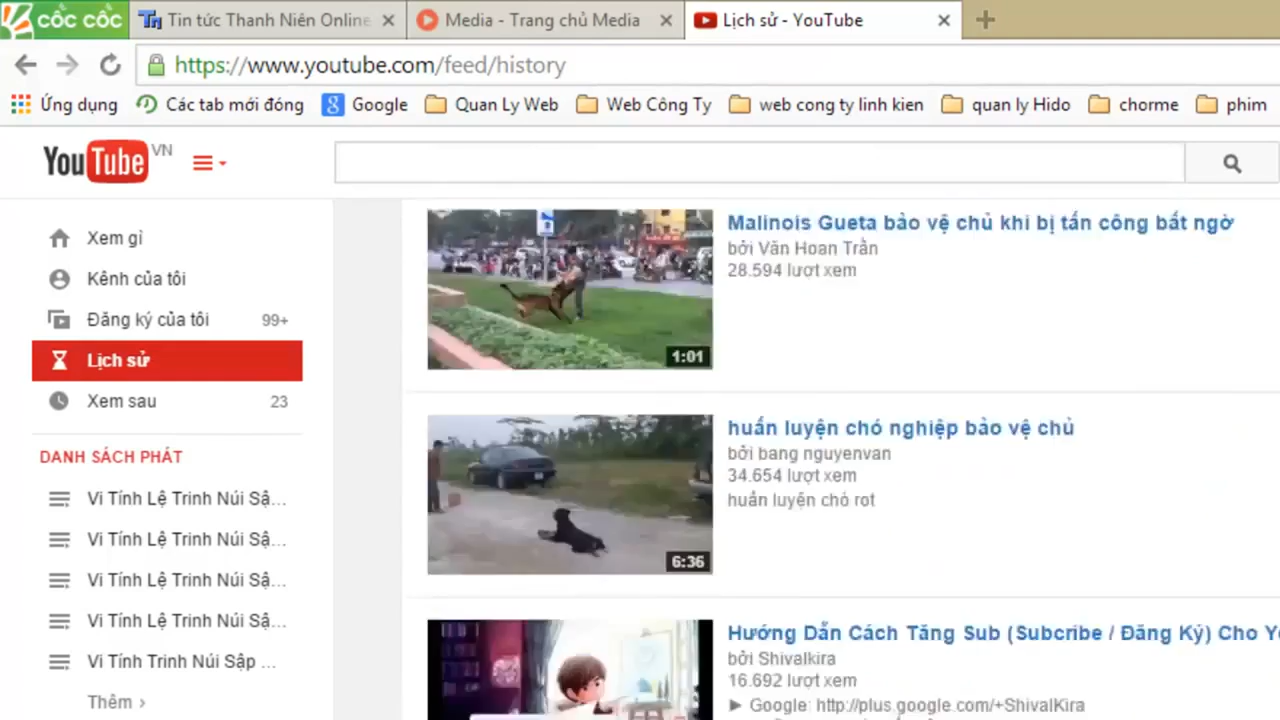 cốc cốc
Tin tức Thanh Niên Online
Media - Trang chủ Media
Lịch sử - YouTube
https://www.youtube.com/feed/history
Ứng dụng
Các tab mới đóng
Google
Quan Ly Web
Web Công Ty
web cong ty linh kien
quan ly Hido
chorme
phim
YouTube VN
Xem gì
Kênh của tôi
Đăng ký của tôi 99+
Lịch sử
Xem sau 23
DANH SÁCH PHÁT
Vi Tính Lệ Trinh Núi Sậ...
Vi Tính Lệ Trinh Núi Sậ...
Vi Tính Lệ Trinh Núi Sậ...
Vi Tính Lệ Trinh Núi Sậ...
Vi Tính Trinh Núi Sập ...
Thêm ›
1:01
Malinois Gueta bảo vệ chủ khi bị tấn công bất ngờ
bởi Văn Hoan Trần
28.594 lượt xem
6:36
huấn luyện chó nghiệp bảo vệ chủ
bởi bang nguyenvan
34.654 lượt xem
huấn luyện chó rot
Hướng Dẫn Cách Tăng Sub (Subcribe / Đăng Ký) Cho
bởi Shivalkira
16.692 lượt xem
► Google: http://plus.google.com/+ShivalKira